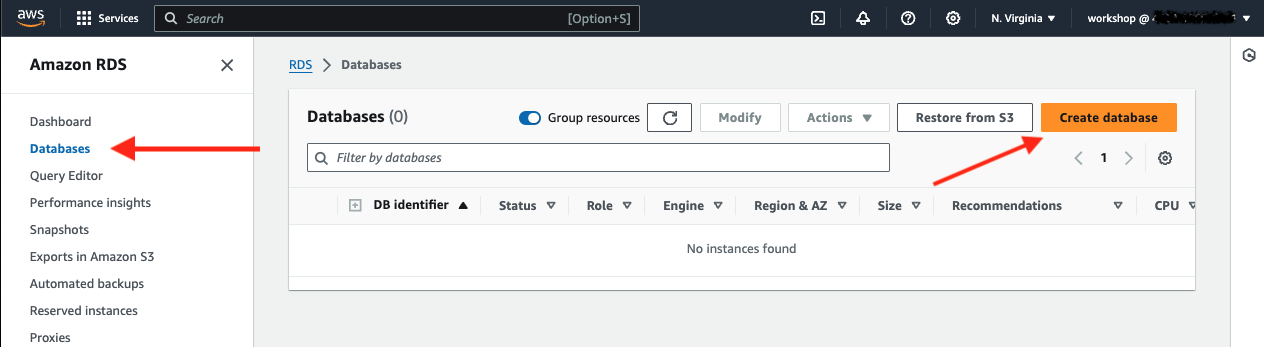 aws Services Search [Option+S] N. Virginia workshop @
Amazon RDS
RDS > Databases
Dashboard
Databases
Query Editor
Performance insights
Snapshots
Exports in Amazon S3
Automated backups
Reserved instances
Proxies
Databases (0) Group resources Modify Actions Restore from S3 Create database
Filter by databases
1
DB identifier Status Role Engine Region & AZ Size Recommendations CPU
No instances found